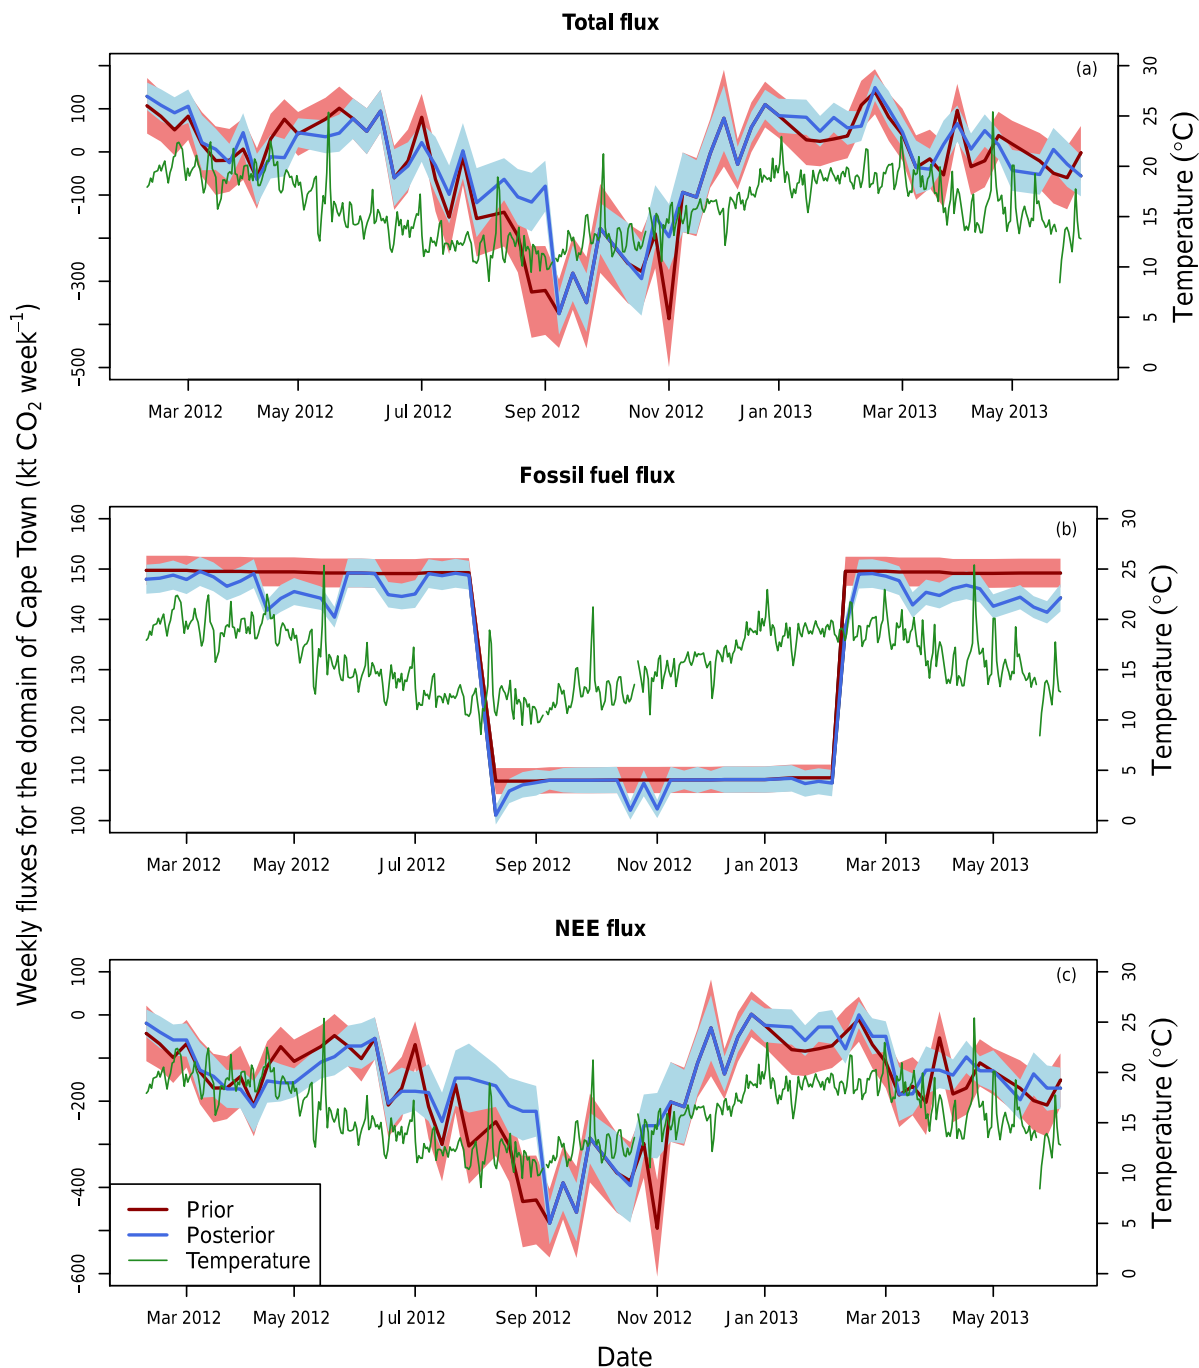 Total flux
(a)
100
0
−100
−300
−500
30
25
20
15
10
5
0
Temperature (°C)
Mar 2012 May 2012 Jul 2012 Sep 2012 Nov 2012 Jan 2013 Mar 2013 May 2013
Weekly fluxes for the domain of Cape Town (kt CO₂ week⁻¹)
Fossil fuel flux
(b)
160
150
140
130
120
110
100
30
25
20
15
10
5
0
Temperature (°C)
Mar 2012 May 2012 Jul 2012 Sep 2012 Nov 2012 Jan 2013 Mar 2013 May 2013
NEE flux
(c)
100
0
−200
−400
−600
30
25
20
15
10
5
0
Temperature (°C)
Prior
Posterior
Temperature
Mar 2012 May 2012 Jul 2012 Sep 2012 Nov 2012 Jan 2013 Mar 2013 May 2013
Date